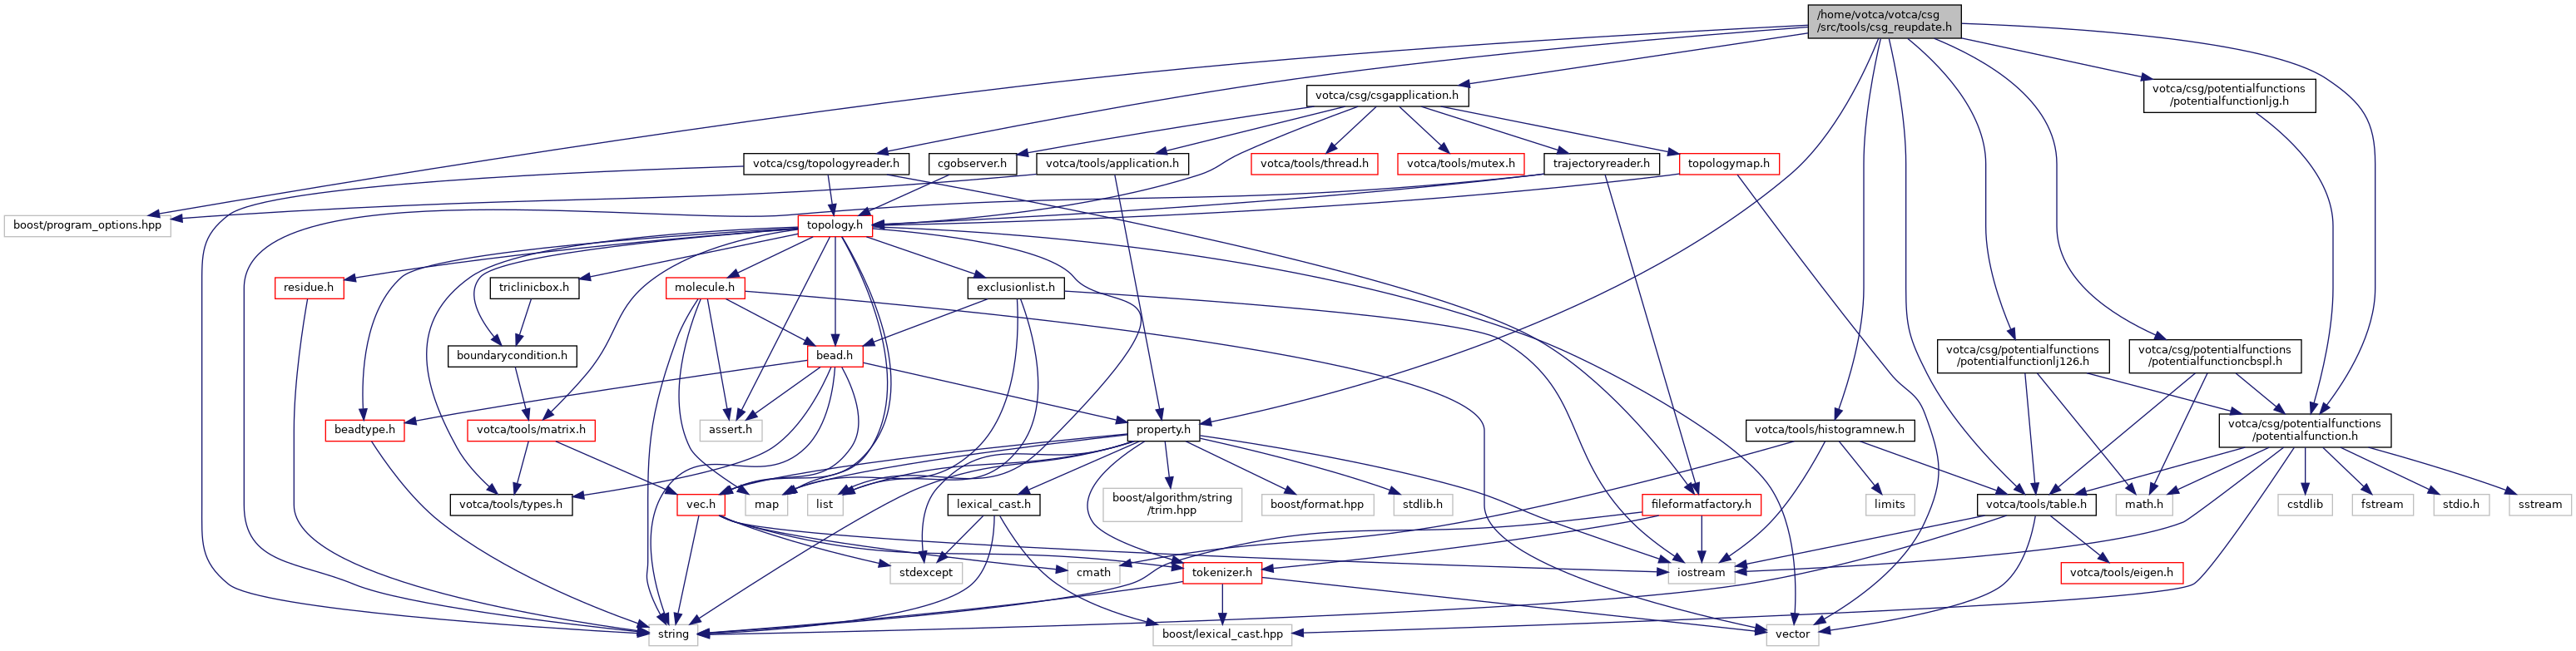 /home/votca/votca/csg
/src/tools/csg_reupdate.h
votca/csg/csgapplication.h
votca/csg/potentialfunctions
/potentialfunctionljg.h
votca/csg/topologyreader.h
cgobserver.h
votca/tools/application.h
votca/tools/thread.h
votca/tools/mutex.h
trajectoryreader.h
topologymap.h
boost/program_options.hpp
topology.h
residue.h
triclinicbox.h
molecule.h
exclusionlist.h
boundarycondition.h
bead.h
votca/csg/potentialfunctions
/potentialfunctionlj126.h
votca/csg/potentialfunctions
/potentialfunctioncbspl.h
beadtype.h
votca/tools/matrix.h
assert.h
property.h
votca/tools/histogramnew.h
votca/csg/potentialfunctions
/potentialfunction.h
votca/tools/types.h
vec.h
map
list
lexical_cast.h
boost/algorithm/string
/trim.hpp
boost/format.hpp
stdlib.h
fileformatfactory.h
limits
votca/tools/table.h
math.h
cstdlib
fstream
stdio.h
sstream
stdexcept
cmath
tokenizer.h
iostream
votca/tools/eigen.h
string
boost/lexical_cast.hpp
vector